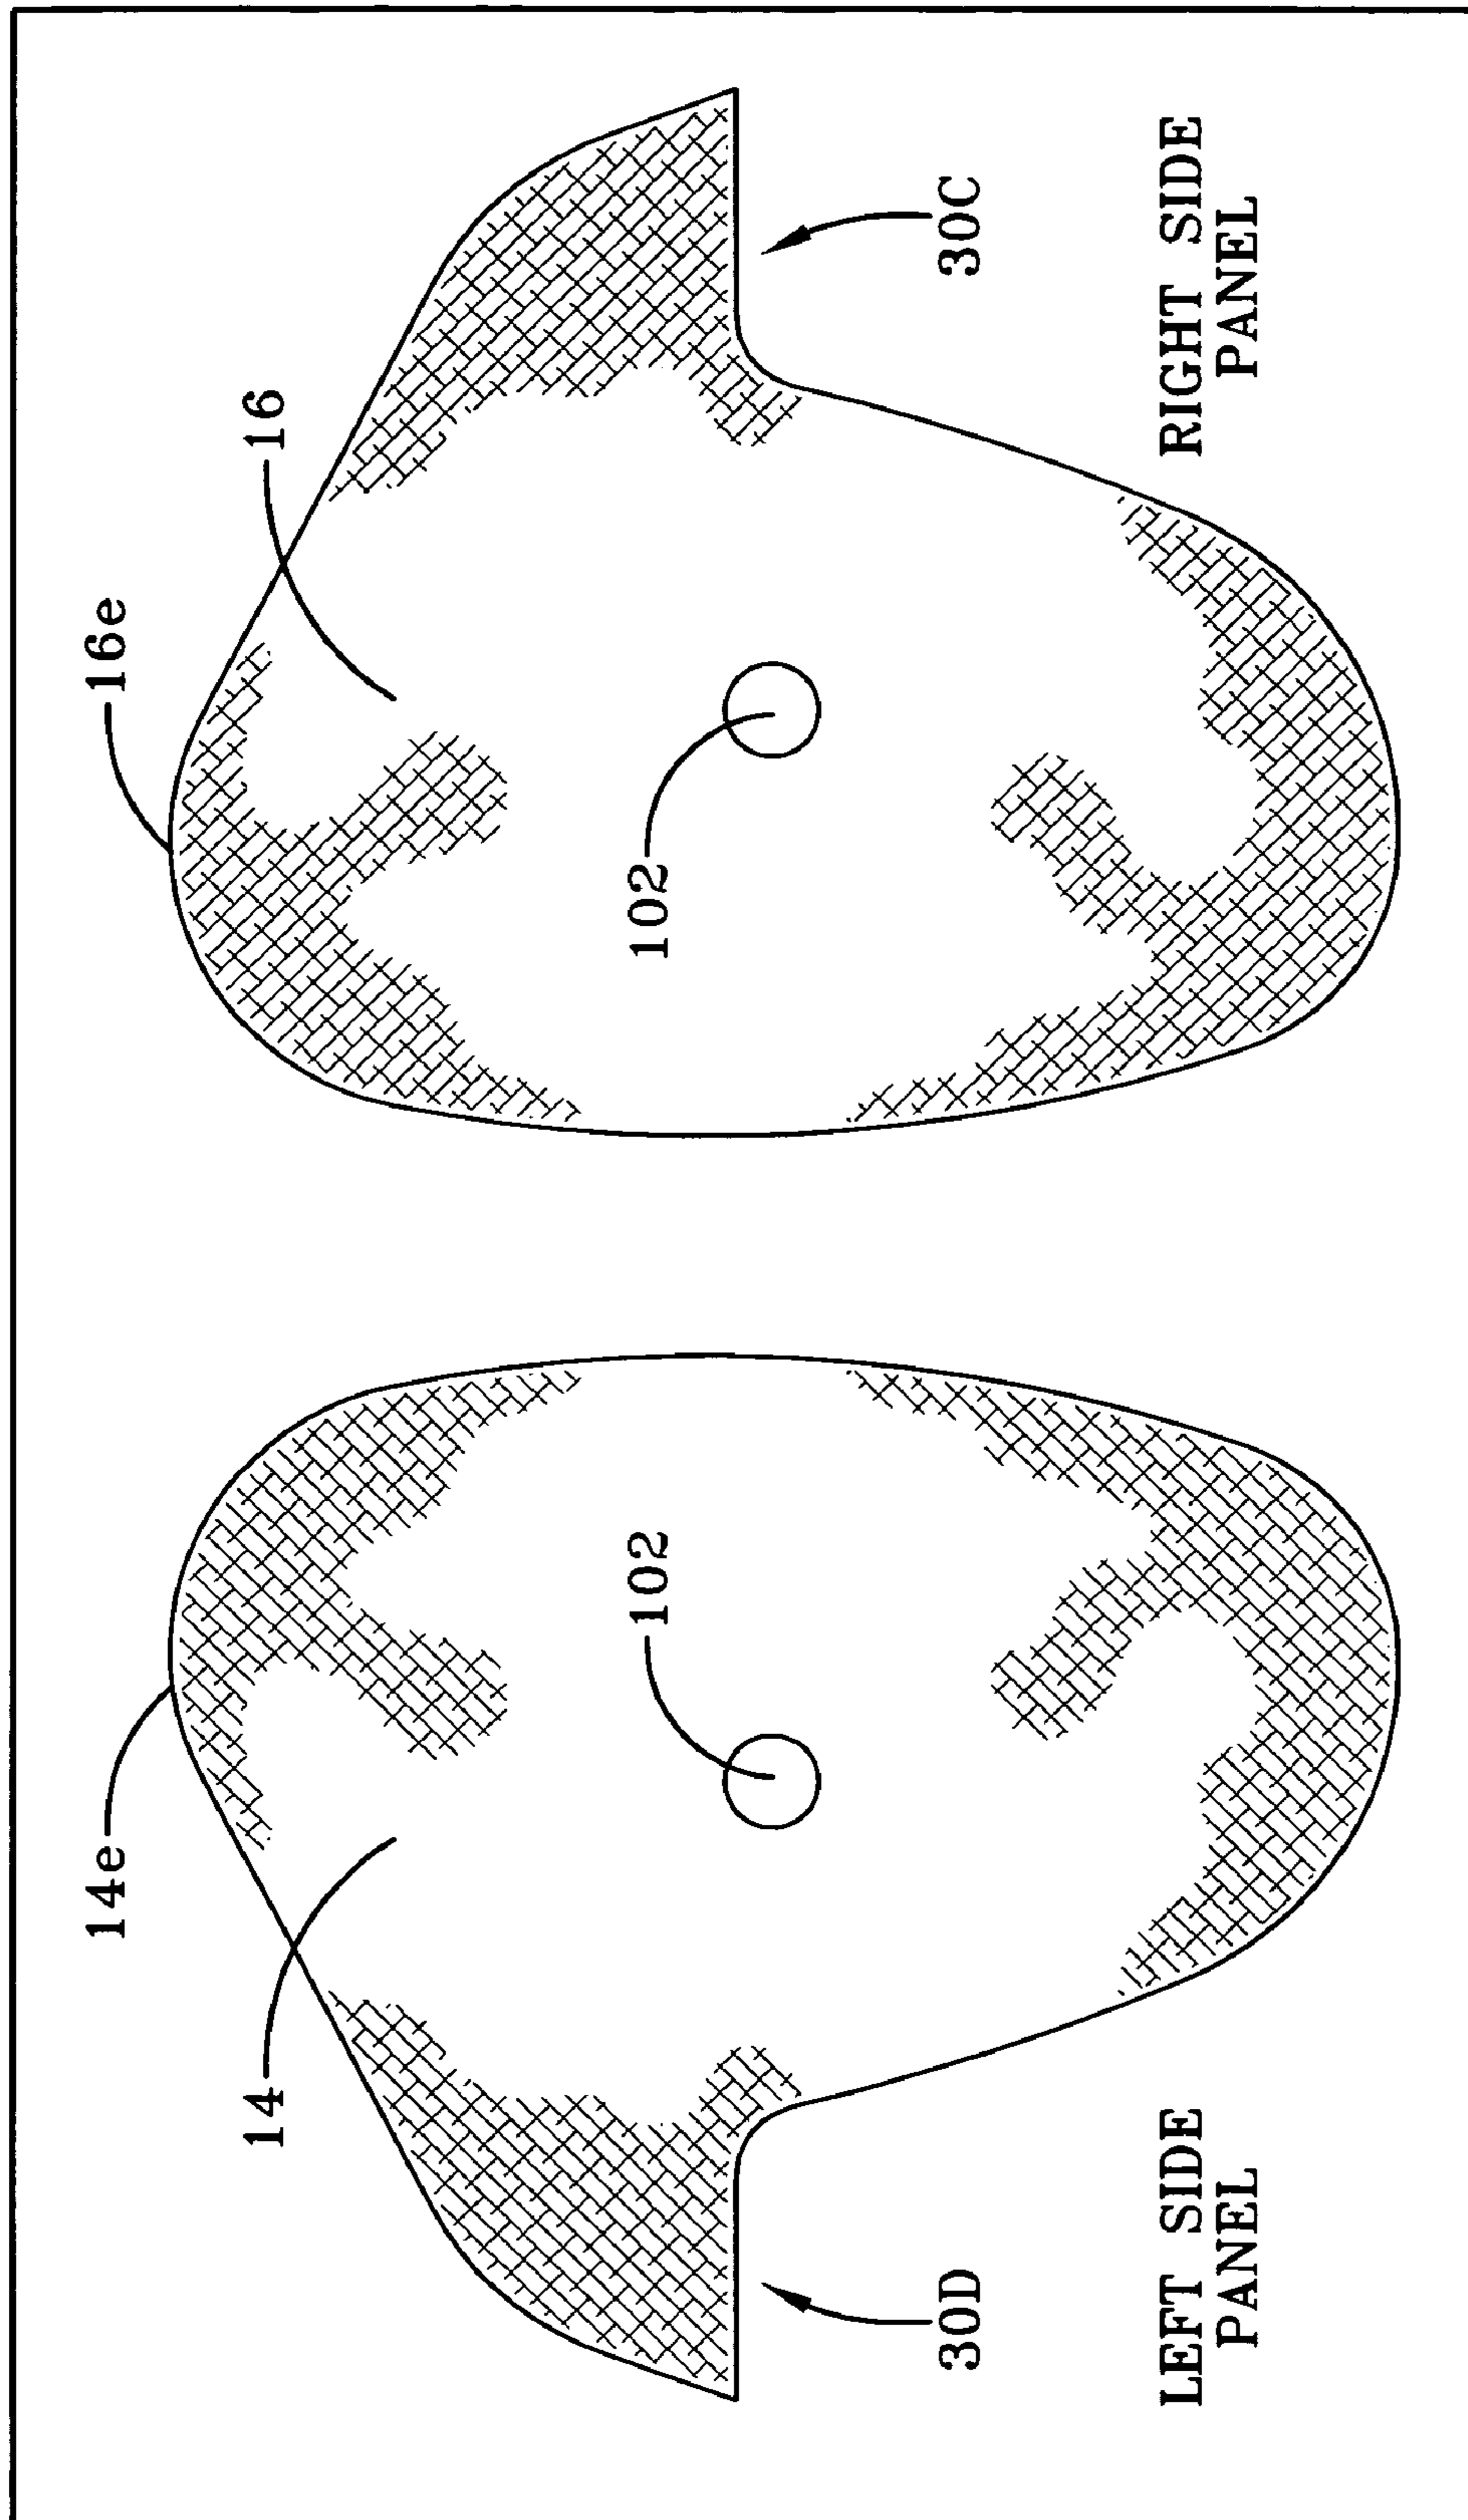 14e
16e
14
16
102
102
30D
30C
LEFT SIDE
PANEL
RIGHT SIDE
PANEL